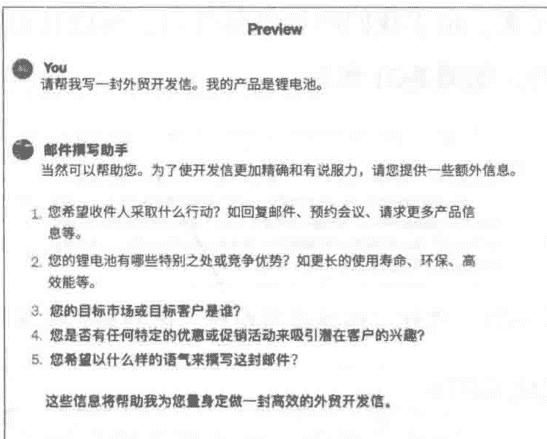 Preview
You
请帮我写一封外贸开发信。我的产品是锂电池。
邮件撰写助手
当然可以帮助您。为了使开发信更加精确和有说服力，请您提供一些额外信息。
1. 您希望收件人采取什么行动？如回复邮件、预约会议、请求更多产品信
息等。
2. 您的锂电池有哪些特别之处或竞争优势？如更长的使用寿命、环保、高
效能等。
3. 您的目标市场或目标客户是谁？
4. 您是否有任何特定的优惠或促销活动来吸引潜在客户的兴趣？
5. 您希望以什么样的语气来撰写这封邮件？
这些信息将帮助我为您量身定做一封高效的外贸开发信。